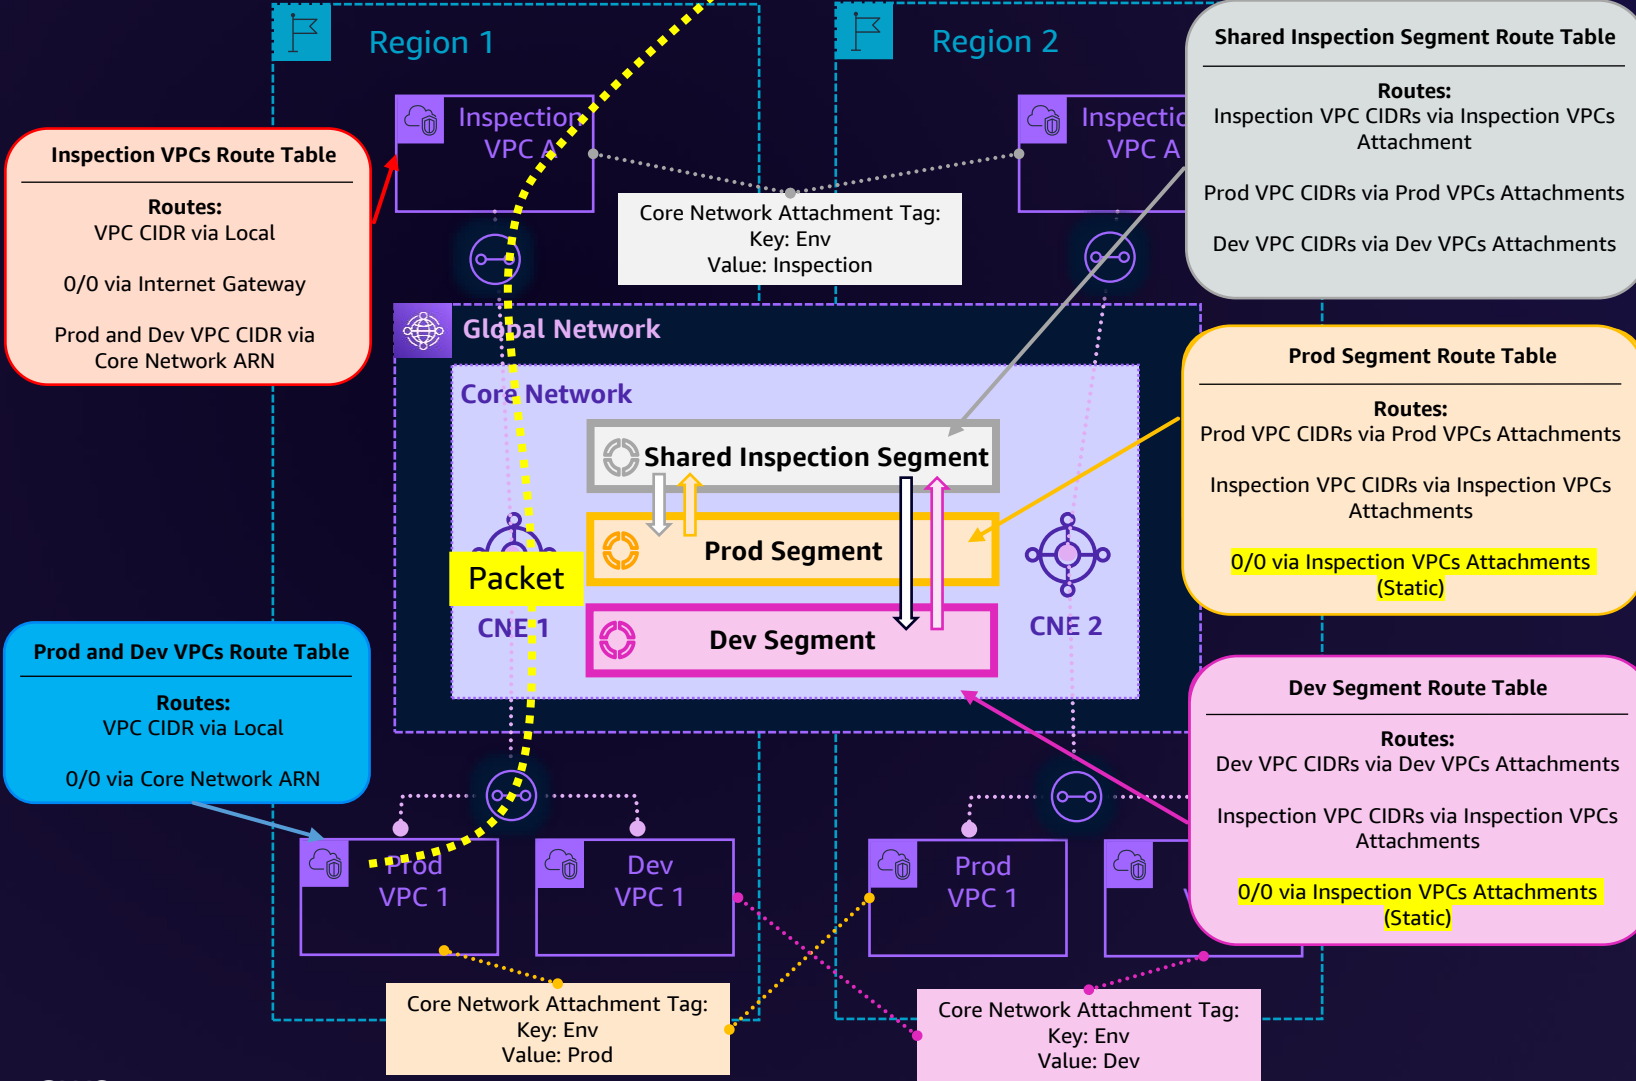 Region 1
Region 2
Shared Inspection Segment Route Table
Routes:
Inspection VPC CIDRs via Inspection VPCs
Attachment
Prod VPC CIDRs via Prod VPCs Attachments
Dev VPC CIDRs via Dev VPCs Attachments
Inspection
VPC A
VPC A
Inspection VPCs Route Table
Routes:
VPC CIDR via Local
0/0 via Internet Gateway
Prod and Dev VPC CIDR via
Core Network ARN
Core Network Attachment Tag:
Key: Env
Value: Inspection
Global Network
Core Network
Shared Inspection Segment
Prod Segment
Dev Segment
Packet
CNE 1
CNE 2
Prod Segment Route Table
Routes:
Prod VPC CIDRs via Prod VPCs Attachments
Inspection VPC CIDRs via Inspection VPCs
Attachments
0/0 via Inspection VPCs Attachments
(Static)
Prod and Dev VPCs Route Table
Routes:
VPC CIDR via Local
0/0 via Core Network ARN
Dev Segment Route Table
Routes:
Dev VPC CIDRs via Dev VPCs Attachments
Inspection VPC CIDRs via Inspection VPCs
Attachments
0/0 via Inspection VPCs Attachments
(Static)
Prod
VPC 1
Dev
VPC 1
Prod
VPC 1
Core Network Attachment Tag:
Key: Env
Value: Prod
Core Network Attachment Tag:
Key: Env
Value: Dev